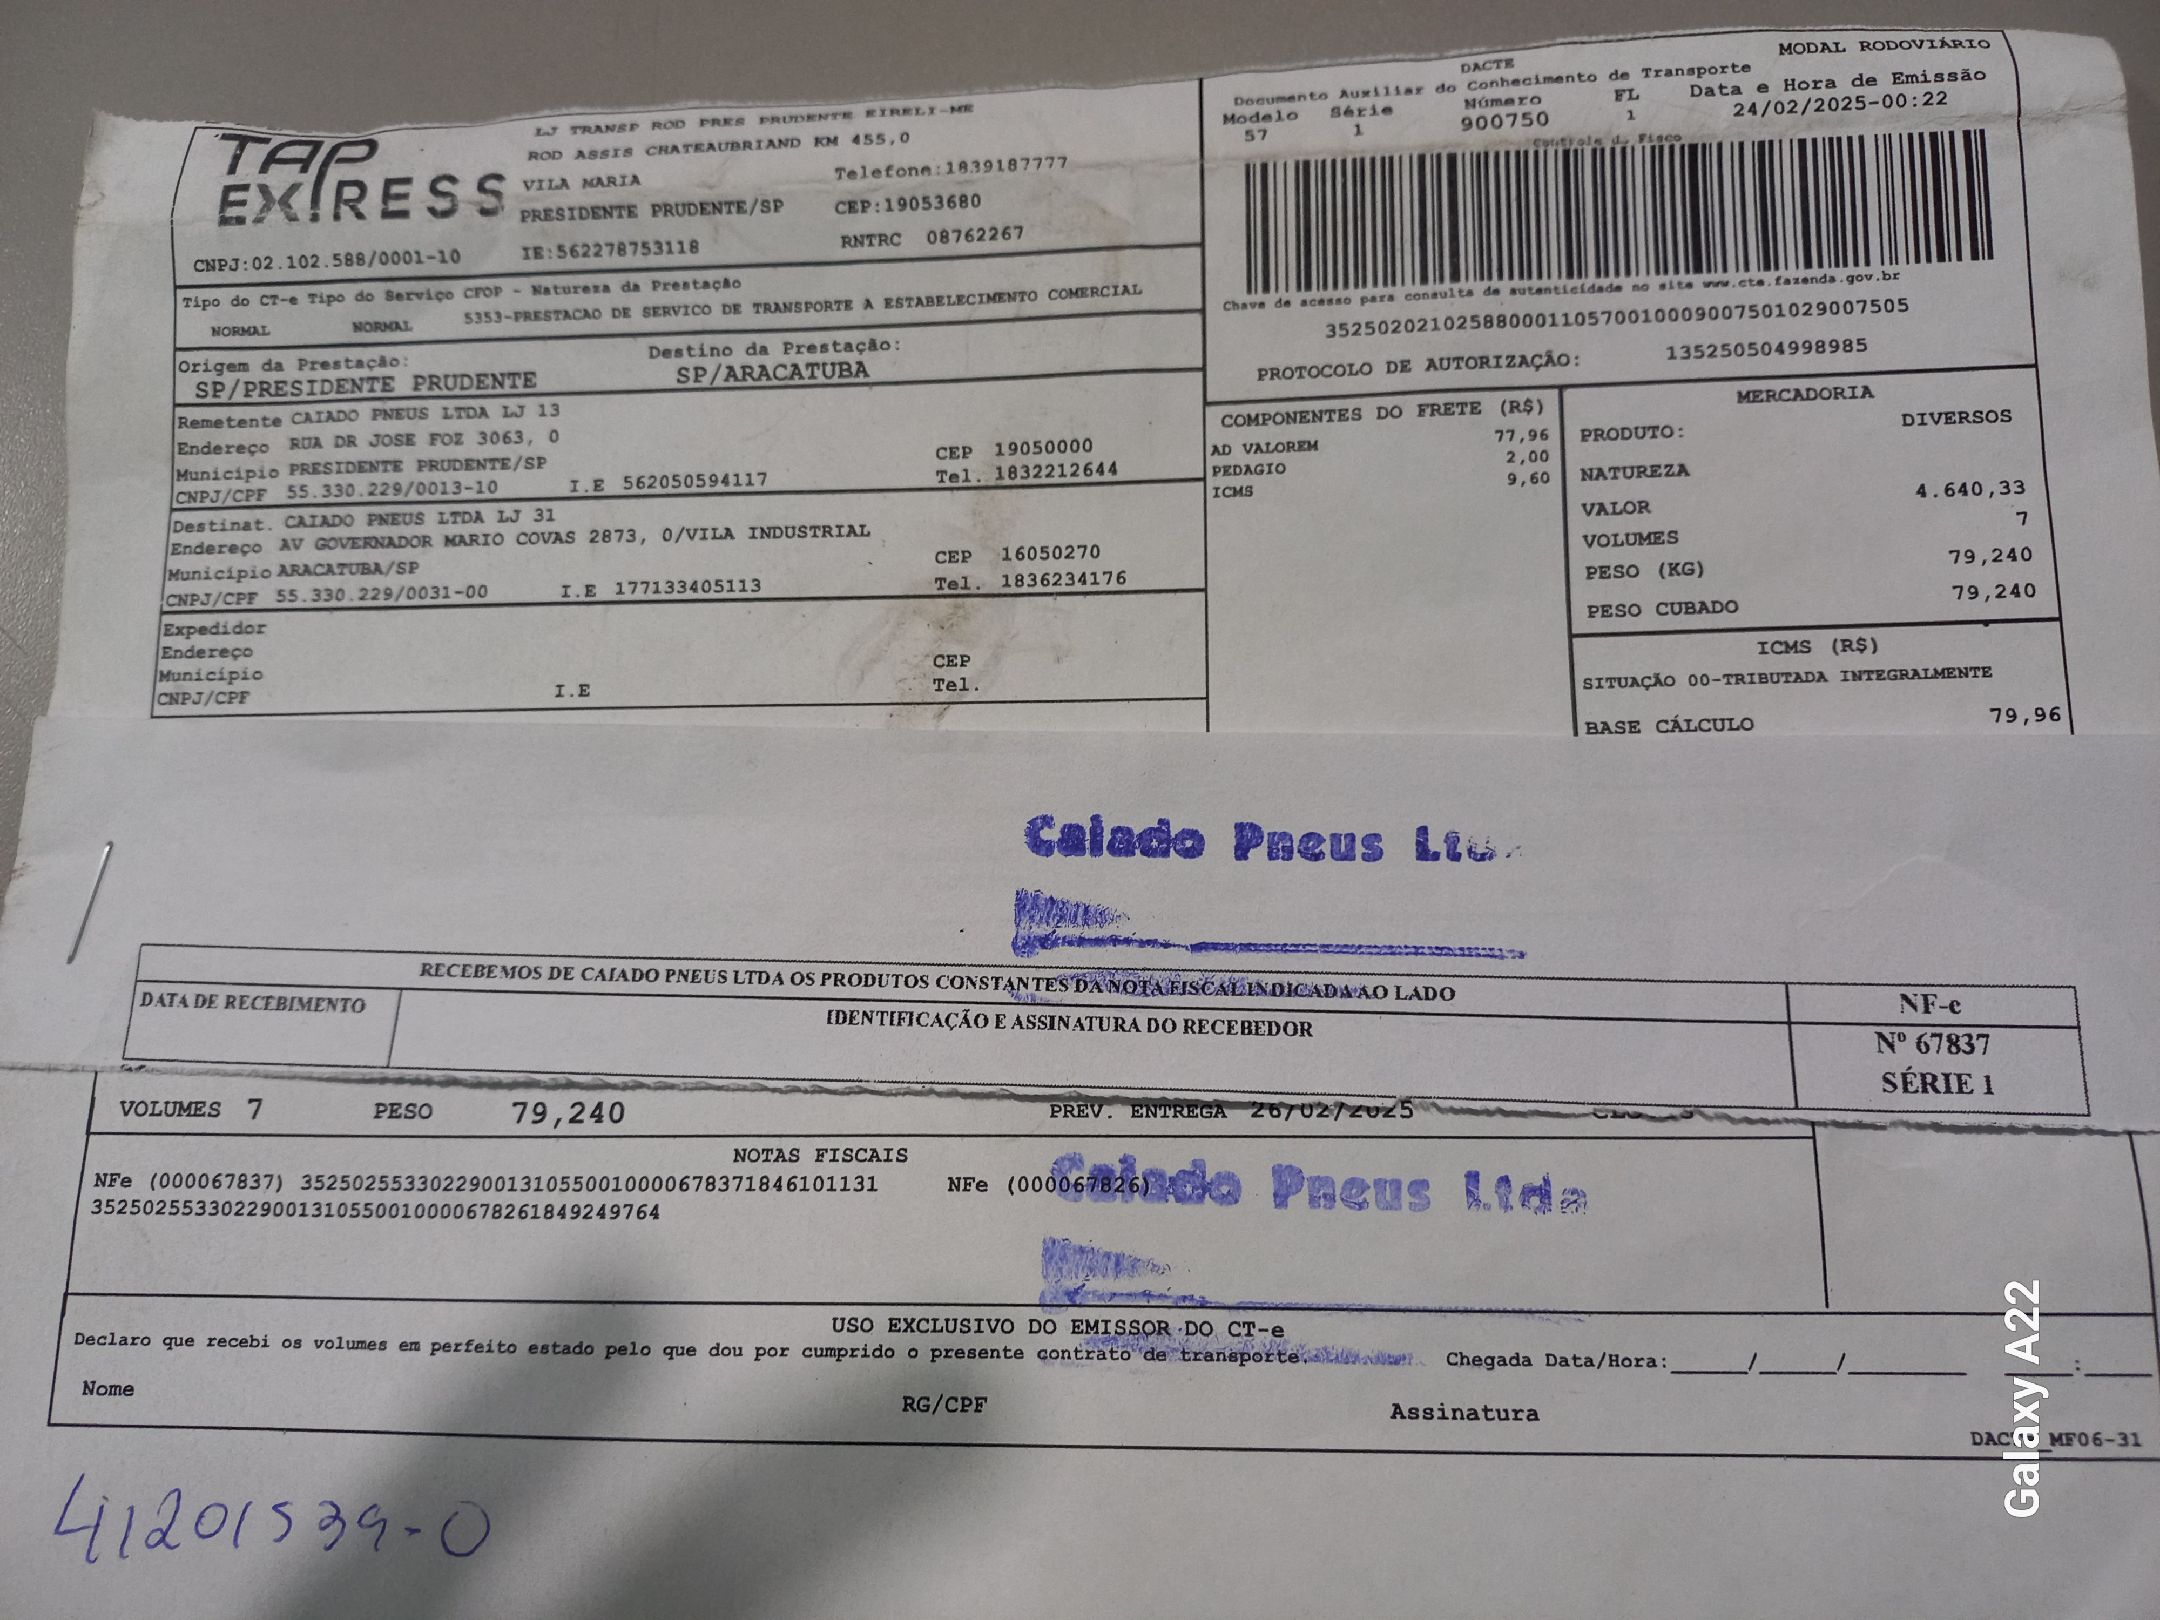 MODAL RODOVIÁRIO
DACTE
Documento Auxiliar do Conhecimento de Transporte
Modelo Série Número FL Data e Hora de Emissão
57 1 900750 1 24/02/2025-00:22
Controle d. Fisco
TAP EXPRESS
LJ TRANSP ROD PRES PRUDENTE EIRELI-ME
ROD ASSIS CHATEAUBRIAND KM 455,0
VILA MARIA Telefone:1839187777
PRESIDENTE PRUDENTE/SP CEP:19053680
CNPJ:02.102.588/0001-10 IE:562278753118 RNTRC 08762267
Chave de acesso para consulta de autenticidade no site www.cte.fazenda.gov.br
35250202102588000110570010009007501029007505
PROTOCOLO DE AUTORIZAÇÃO: 135250504998985
Tipo do CT-e Tipo do Serviço CFOP - Natureza da Prestação
NORMAL NORMAL 5353-PRESTACAO DE SERVICO DE TRANSPORTE A ESTABELECIMENTO COMERCIAL
Origem da Prestação: Destino da Prestação:
SP/PRESIDENTE PRUDENTE SP/ARACATUBA
Remetente CAIADO PNEUS LTDA LJ 13
Endereço RUA DR JOSE FOZ 3063, 0 CEP 19050000
Município PRESIDENTE PRUDENTE/SP Tel. 1832212644
CNPJ/CPF 55.330.229/0013-10 I.E 562050594117
Destinat. CAIADO PNEUS LTDA LJ 31
Endereço AV GOVERNADOR MARIO COVAS 2873, 0/VILA INDUSTRIAL
Município ARACATUBA/SP CEP 16050270
CNPJ/CPF 55.330.229/0031-00 I.E 177133405113 Tel. 1836234176
Expedidor
Endereço
Município CEP
CNPJ/CPF I.E Tel.
COMPONENTES DO FRETE (R$)
AD VALOREM 77,96
PEDAGIO 2,00
ICMS 9,60
MERCADORIA
PRODUTO: DIVERSOS
NATUREZA
VALOR 4.640,33
VOLUMES 7
PESO (KG) 79,240
PESO CUBADO 79,240
ICMS (R$)
SITUAÇÃO 00-TRIBUTADA INTEGRALMENTE
BASE CÁLCULO 79,96
Caiado Pneus
RECEBEMOS DE CAIADO PNEUS LTDA OS PRODUTOS CONSTANTES DA NOTA FISCAL INDICADA AO LADO
DATA DE RECEBIMENTO
IDENTIFICAÇÃO E ASSINATURA DO RECEBEDOR
NF-e
Nº 67837
SÉRIE 1
VOLUMES 7 PESO 79,240 PREV. ENTREGA 26/02/2025
NOTAS FISCAIS
NFe (000067837) 35250255330229001310550010000678371846101131 NFe (000067826)
35250255330229001310550010000678261849249764
Caiado Pneus Ltda
USO EXCLUSIVO DO EMISSOR DO CT-e
Declaro que recebi os volumes em perfeito estado pelo que dou por cumprido o presente contrato de transporte. Chegada Data/Hora:____/____/____ ____:____
Nome RG/CPF Assinatura
MF06-31
41201539-0
Galaxy A22